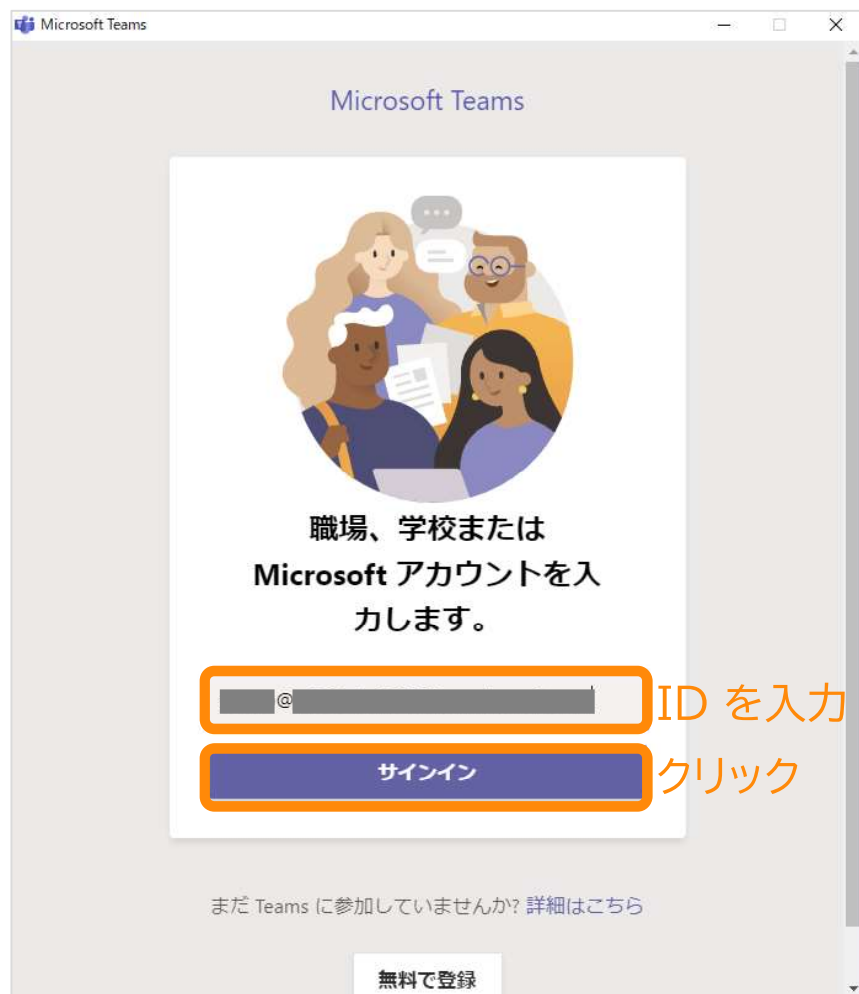 Microsoft Teams
Microsoft Teams
職場、学校または
Microsoft アカウントを入
力します。
@
ID を入力
サインイン
クリック
まだ Teams に参加していませんか? 詳細はこちら
無料で登録